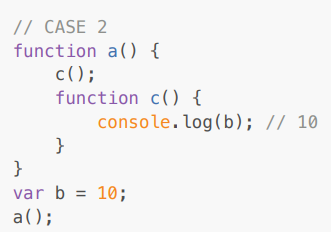 // CASE 2
function a() {
    c();
    function c() {
        console.log(b); // 10
    }
}
var b = 10;
a();